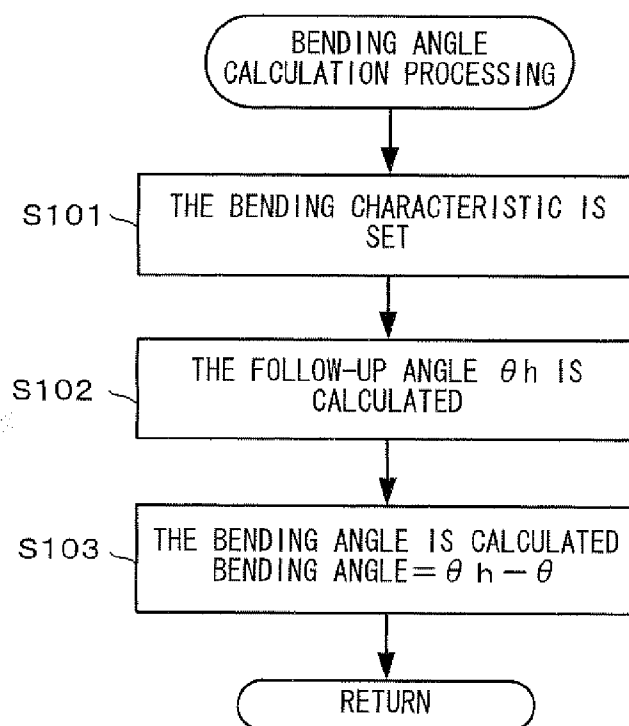 BENDING ANGLE
CALCULATION PROCESSING
S101
THE BENDING CHARACTERISTIC IS
SET
S102
THE FOLLOW-UP ANGLE θh IS
CALCULATED
S103
THE BENDING ANGLE IS CALCULATED
BENDING ANGLE=θh-θ
RETURN